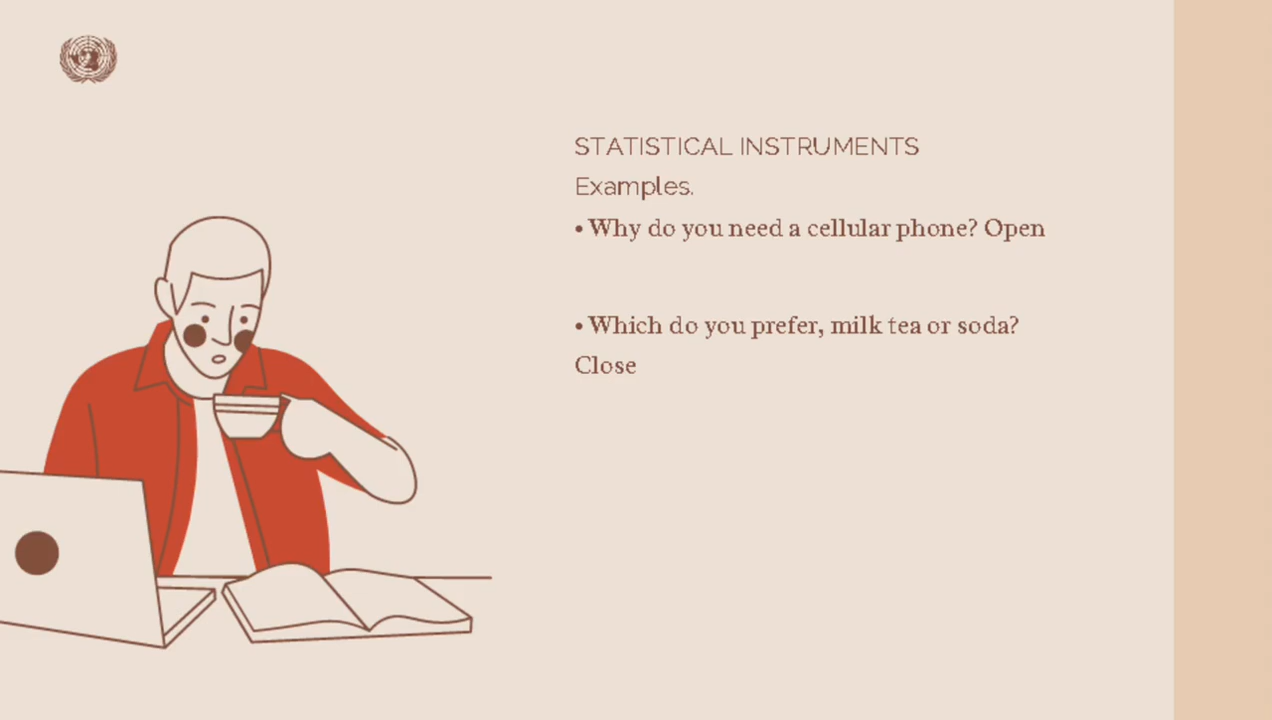 STATISTICAL INSTRUMENTS
Examples.
• Why do you need a cellular phone? Open
• Which do you prefer, milk tea or soda?
Close